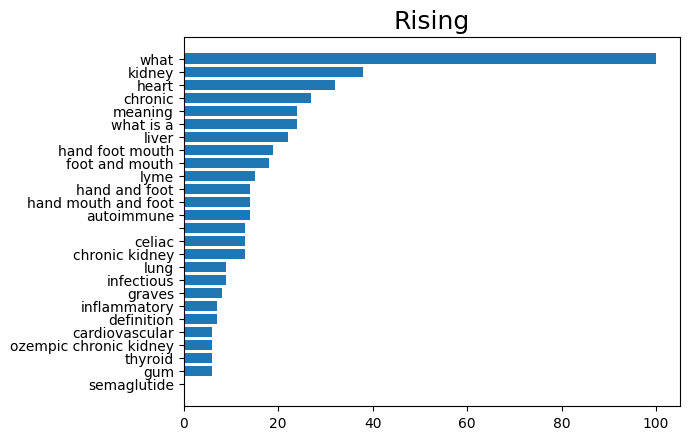 Rising
what
kidney
heart
chronic
meaning
what is a
liver
hand foot mouth
foot and mouth
lyme
hand and foot
hand mouth and foot
autoimmune
celiac
chronic kidney
lung
infectious
graves
inflammatory
definition
cardiovascular
ozempic chronic kidney
thyroid
gum
semaglutide
0 20 40 60 80 100